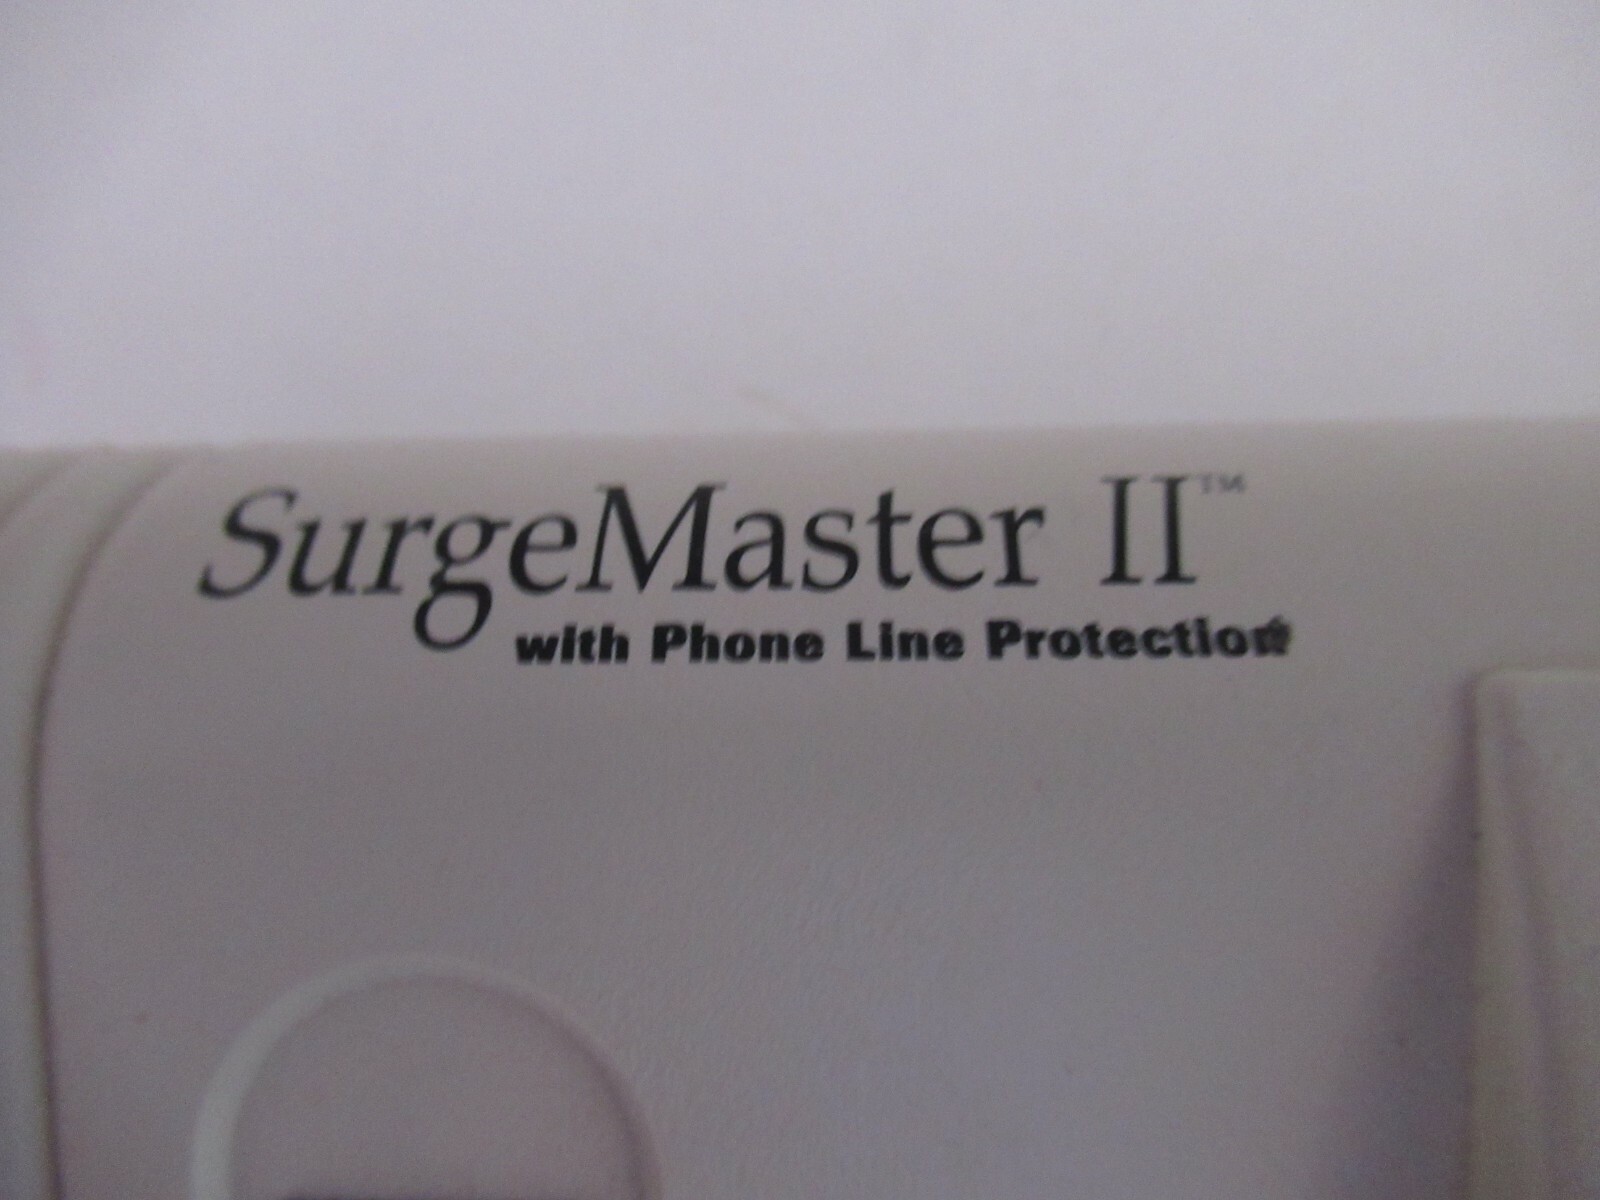 SurgeMaster II™
with Phone Line Protection